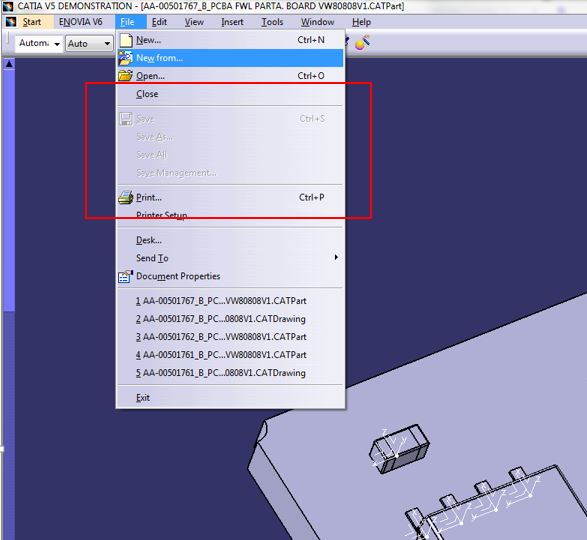 CATIA V5 DEMONSTRATION - [AA-00501767_B_PCBA FWL PARTA. BOARD VW80808V1.CATPart]
Start ENOVIA V6 File Edit View Insert Tools Window Help
Automa Auto
New... Ctrl+N
New from...
Open... Ctrl+O
Close
Save Ctrl+S
Save As...
Save All
Save Management...
Print... Ctrl+P
Printer Setup...
Desk...
Send To
Document Properties
1 AA-00501767_B_PC...VW80808V1.CATPart
2 AA-00501767_B_PC...0808V1.CATDrawing
3 AA-00501762_B_PC...VW80808V1.CATPart
4 AA-00501761_B_PC...VW80808V1.CATPart
5 AA-00501761_B_PC...0808V1.CATDrawing
Exit